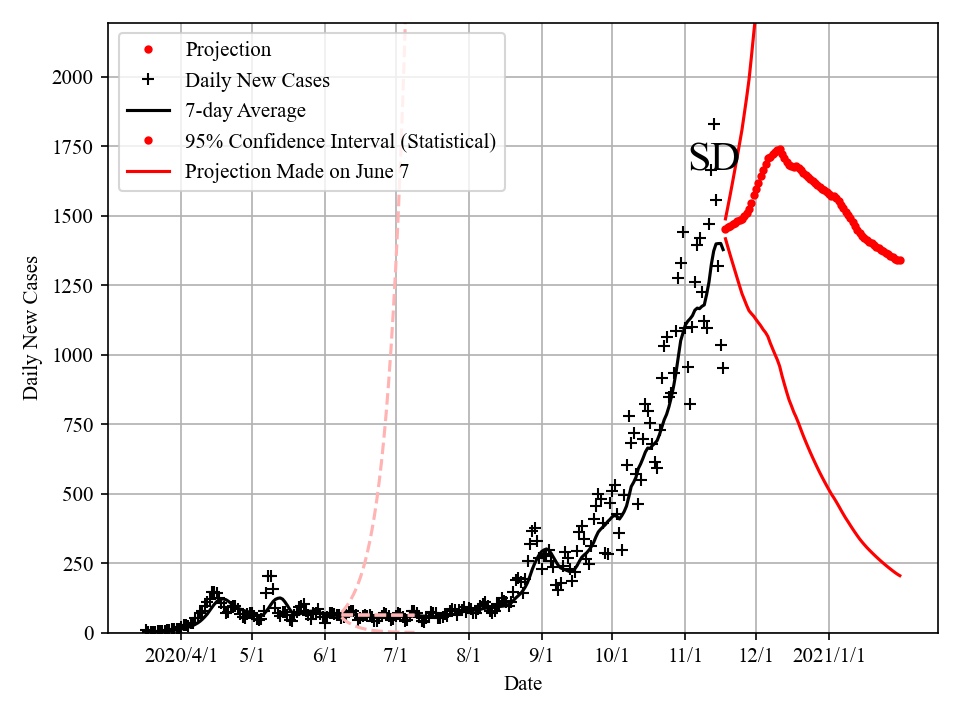 Projection
Daily New Cases
7-day Average
95% Confidence Interval (Statistical)
Projection Made on June 7
SD
Daily New Cases
2000
1750
1500
1250
1000
750
500
250
0
2020/4/1 5/1 6/1 7/1 8/1 9/1 10/1 11/1 12/1 2021/1/1
Date